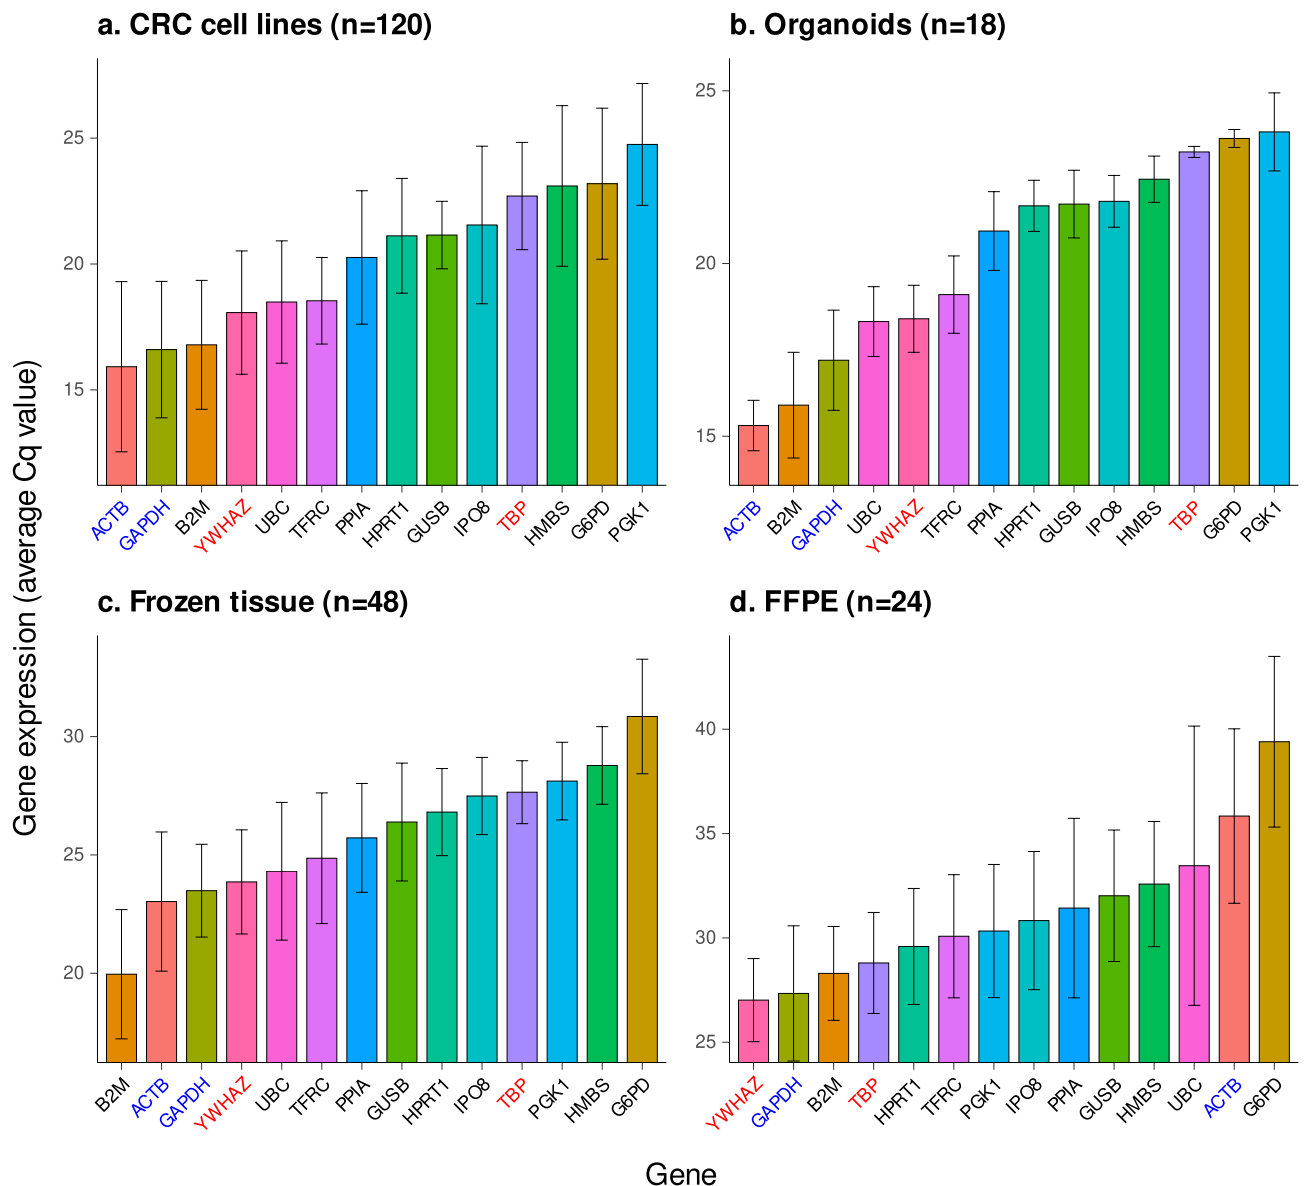 a. CRC cell lines (n=120)
25
20
15
ACTB
GAPDH
B2M
YWHAZ
UBC
TFRC
PPIA
HPRT1
GUSB
IPO8
TBP
HMBS
G6PD
PGK1
b. Organoids (n=18)
25
20
15
ACTB
B2M
GAPDH
UBC
YWHAZ
TFRC
PPIA
HPRT1
GUSB
IPO8
HMBS
TBP
G6PD
PGK1
Gene expression (average Cq value)
c. Frozen tissue (n=48)
30
25
20
B2M
ACTB
GAPDH
YWHAZ
UBC
TFRC
PPIA
GUSB
HPRT1
IPO8
TBP
PGK1
HMBS
G6PD
d. FFPE (n=24)
40
35
30
25
YWHAZ
GAPDH
B2M
TBP
HPRT1
TFRC
PGK1
IPO8
PPIA
GUSB
HMBS
UBC
ACTB
G6PD
Gene